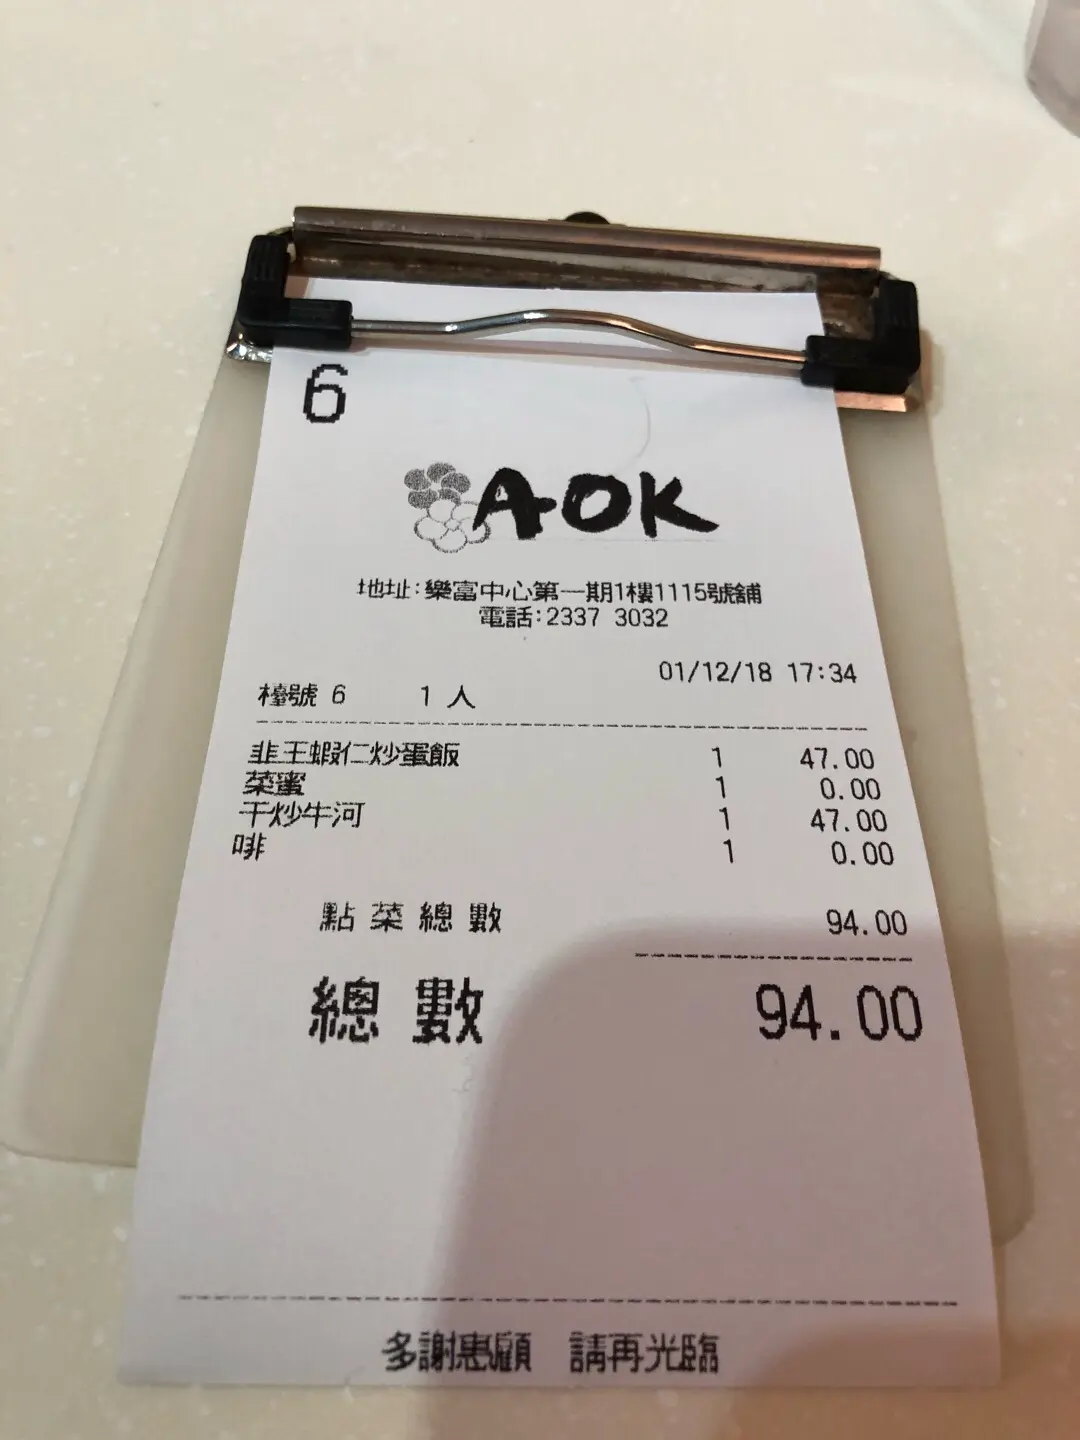 6
AOK
地址:樂富中心第一期1樓1115號舖
電話:2337 3032
01/12/18 17:34
檯號 6 1 人
韭王蝦仁炒蛋飯 1 47.00
菜蜜 1 0.00
干炒牛河 1 47.00
啡 1 0.00
點菜總數 94.00
總數 94.00
多謝惠顧 請再光臨